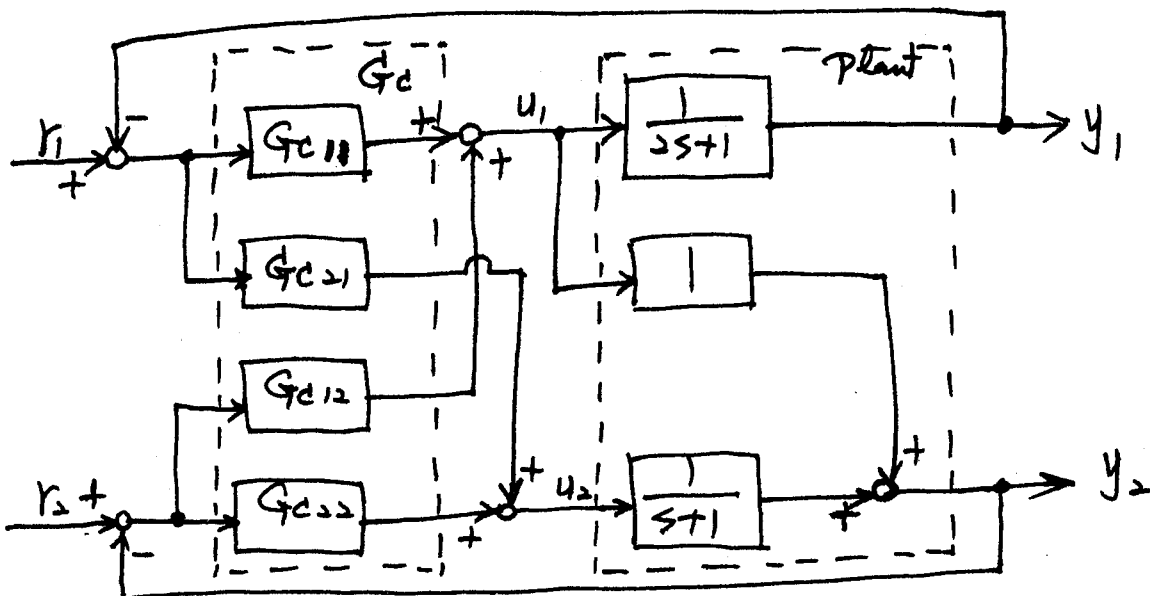 Gc
Plant
r1
+
-
Gc11
+
+
u1
1
2s+1
y1
Gc21
1
Gc12
r2
+
-
Gc22
+
+
u2
1
s+1
+
+
y2